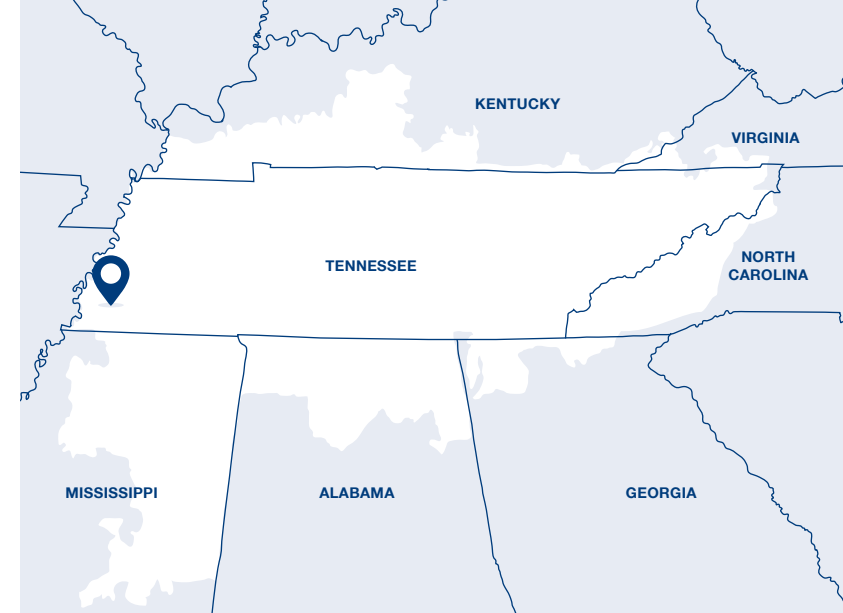 KENTUCKY
VIRGINIA
TENNESSEE
NORTH
CAROLINA
MISSISSIPPI
ALABAMA
GEORGIA